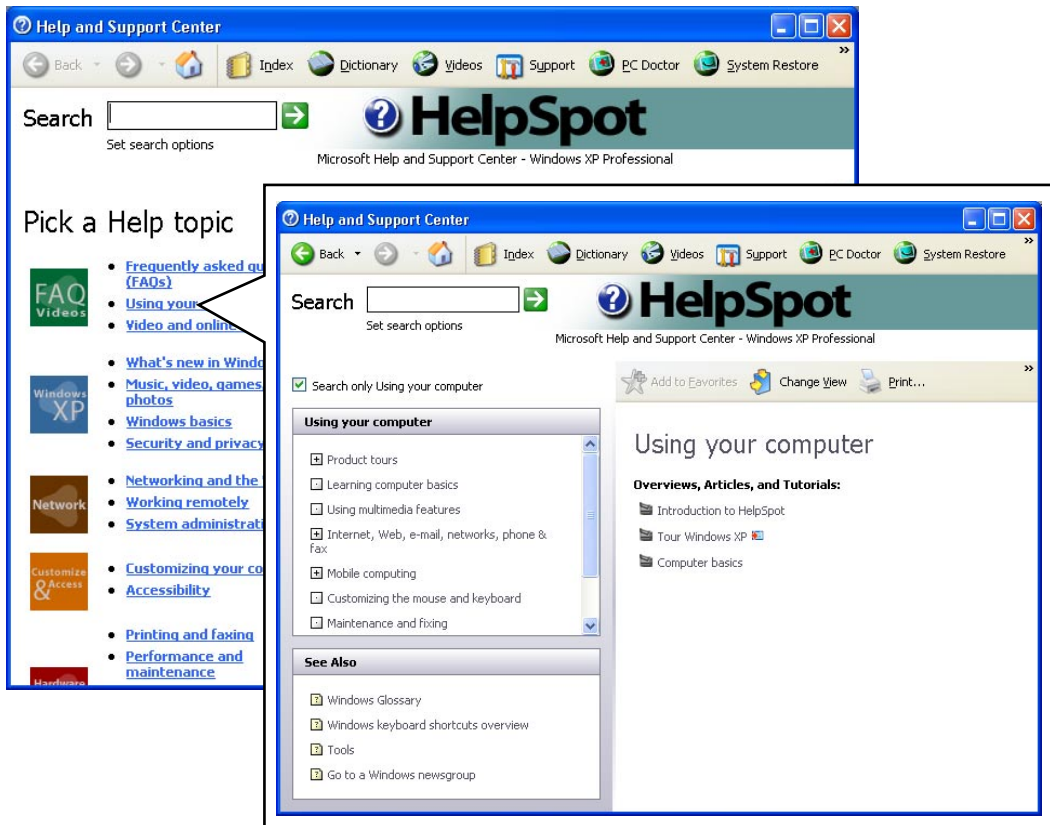 Help and Support Center
Back Index Dictionary Videos Support PC Doctor System Restore »
Search
Set search options
HelpSpot
Microsoft Help and Support Center - Windows XP Professional
Pick a Help topic
FAQ
Videos
Frequently asked qu
(FAQs)
Using your
Video and online
Windows
XP
What's new in Windo
Music, video, games,
photos
Windows basics
Security and privacy
Network
Networking and the
Working remotely
System administrati
Customize
& Access
Customizing your co
Accessibility
Printing and faxing
Performance and
maintenance
Hardware
Help and Support Center
Back Index Dictionary Videos Support PC Doctor System Restore »
Search
Set search options
HelpSpot
Microsoft Help and Support Center - Windows XP Professional
Search only Using your computer
Using your computer
Product tours
Learning computer basics
Using multimedia features
Internet, Web, e-mail, networks, phone &
fax
Mobile computing
Customizing the mouse and keyboard
Maintenance and fixing
See Also
Windows Glossary
Windows keyboard shortcuts overview
Tools
Go to a Windows newsgroup
Add to Favorites Change View Print... »
Using your computer
Overviews, Articles, and Tutorials:
Introduction to HelpSpot
Tour Windows XP
Computer basics